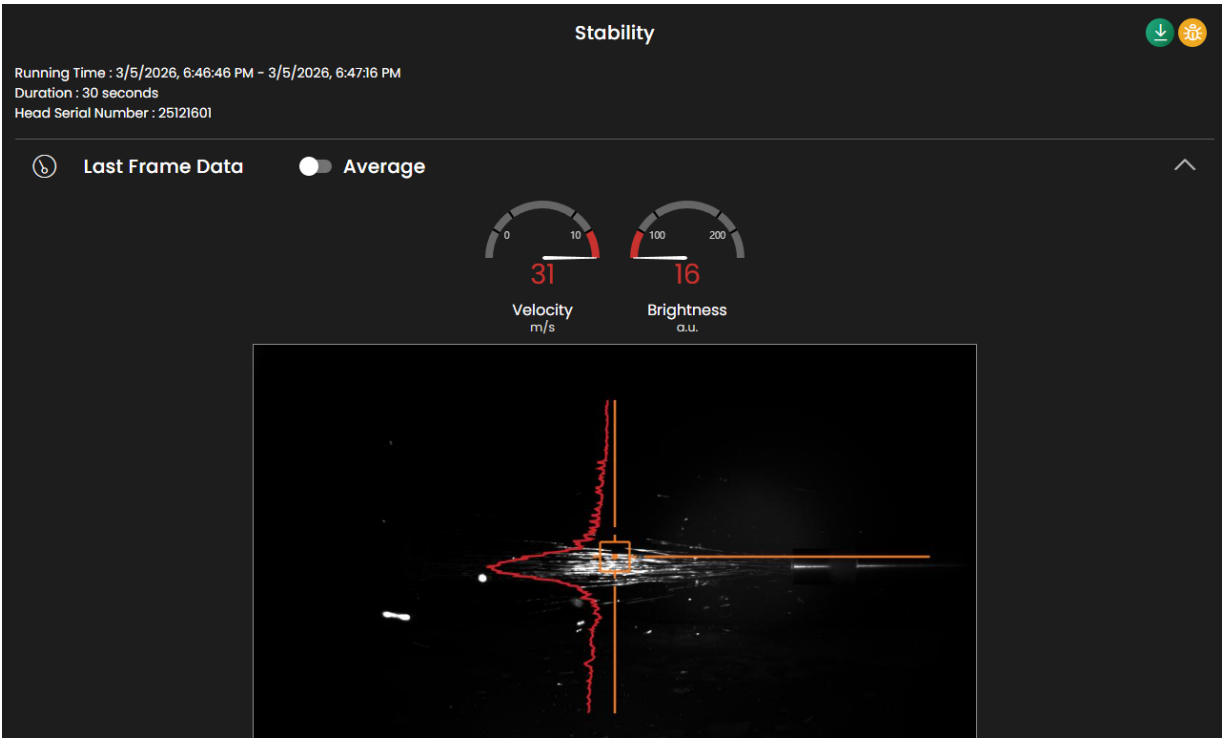 Stability
Running Time : 3/5/2026, 6:46:46 PM - 3/5/2026, 6:47:16 PM
Duration : 30 seconds
Head Serial Number : 25121601
Last Frame Data
Average
0
10
100
200
31
16
Velocity
Brightness
m/s
a.u.